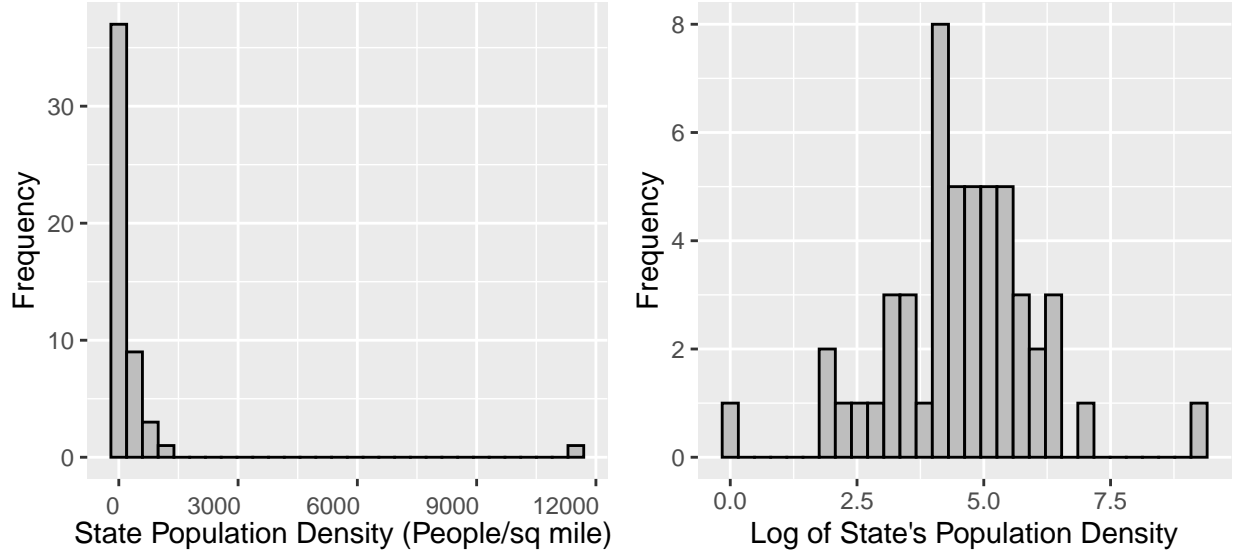 Frequency
30
20
10
0
0 3000 6000 9000 12000
State Population Density (People/sq mile)
Frequency
8
6
4
2
0
0.0 2.5 5.0 7.5
Log of State's Population Density